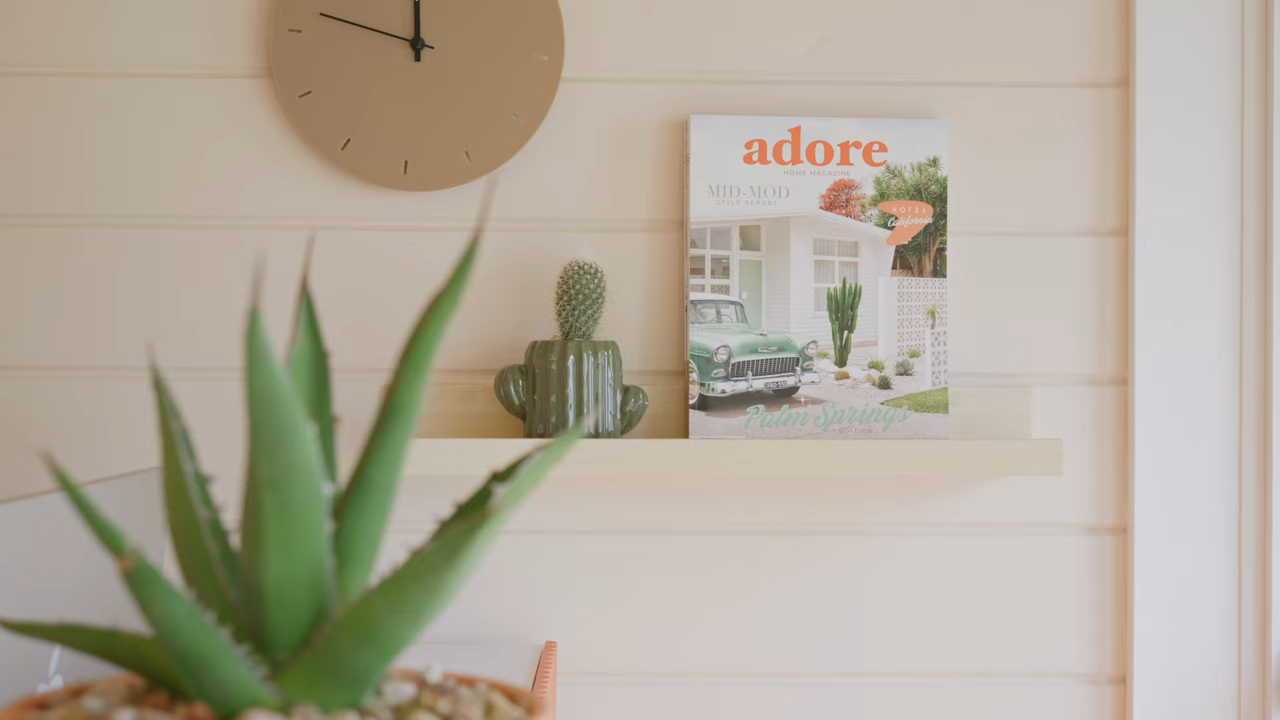 adore
HOME MAGAZINE
MID-MOD
STYLE REPORT
HOTEL
California
Palm Springs
EDITION